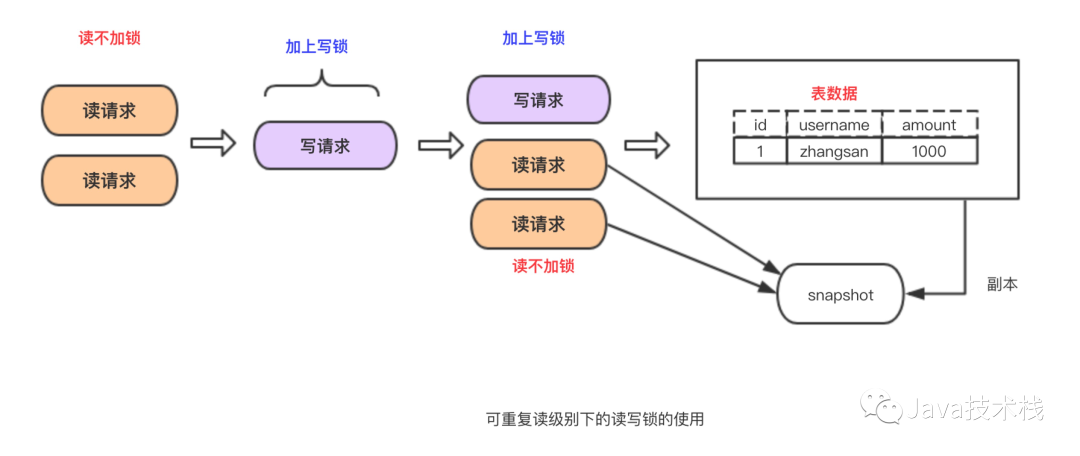 读不加锁
读请求
读请求
加上写锁
写请求
加上写锁
写请求
读请求
读请求
读不加锁
表数据
id username amount
1 zhangsan 1000
snapshot
副本
可重复读级别下的读写锁的使用
Java技术栈